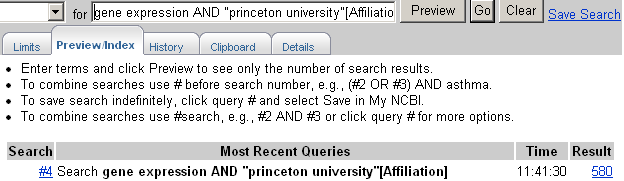 for gene expression AND "princeton university"[Affiliatio Preview Go Clear Save Search
Limits Preview/Index History Clipboard Details
• Enter terms and click Preview to see only the number of search results.
• To combine searches use # before search number, e.g., (#2 OR #3) AND asthma.
• To save search indefinitely, click query # and select Save in My NCBI.
• To combine searches use #search, e.g., #2 AND #3 or click query # for more options.
Search Most Recent Queries Time Result
#4 Search gene expression AND "princeton university"[Affiliation] 11:41:30 580